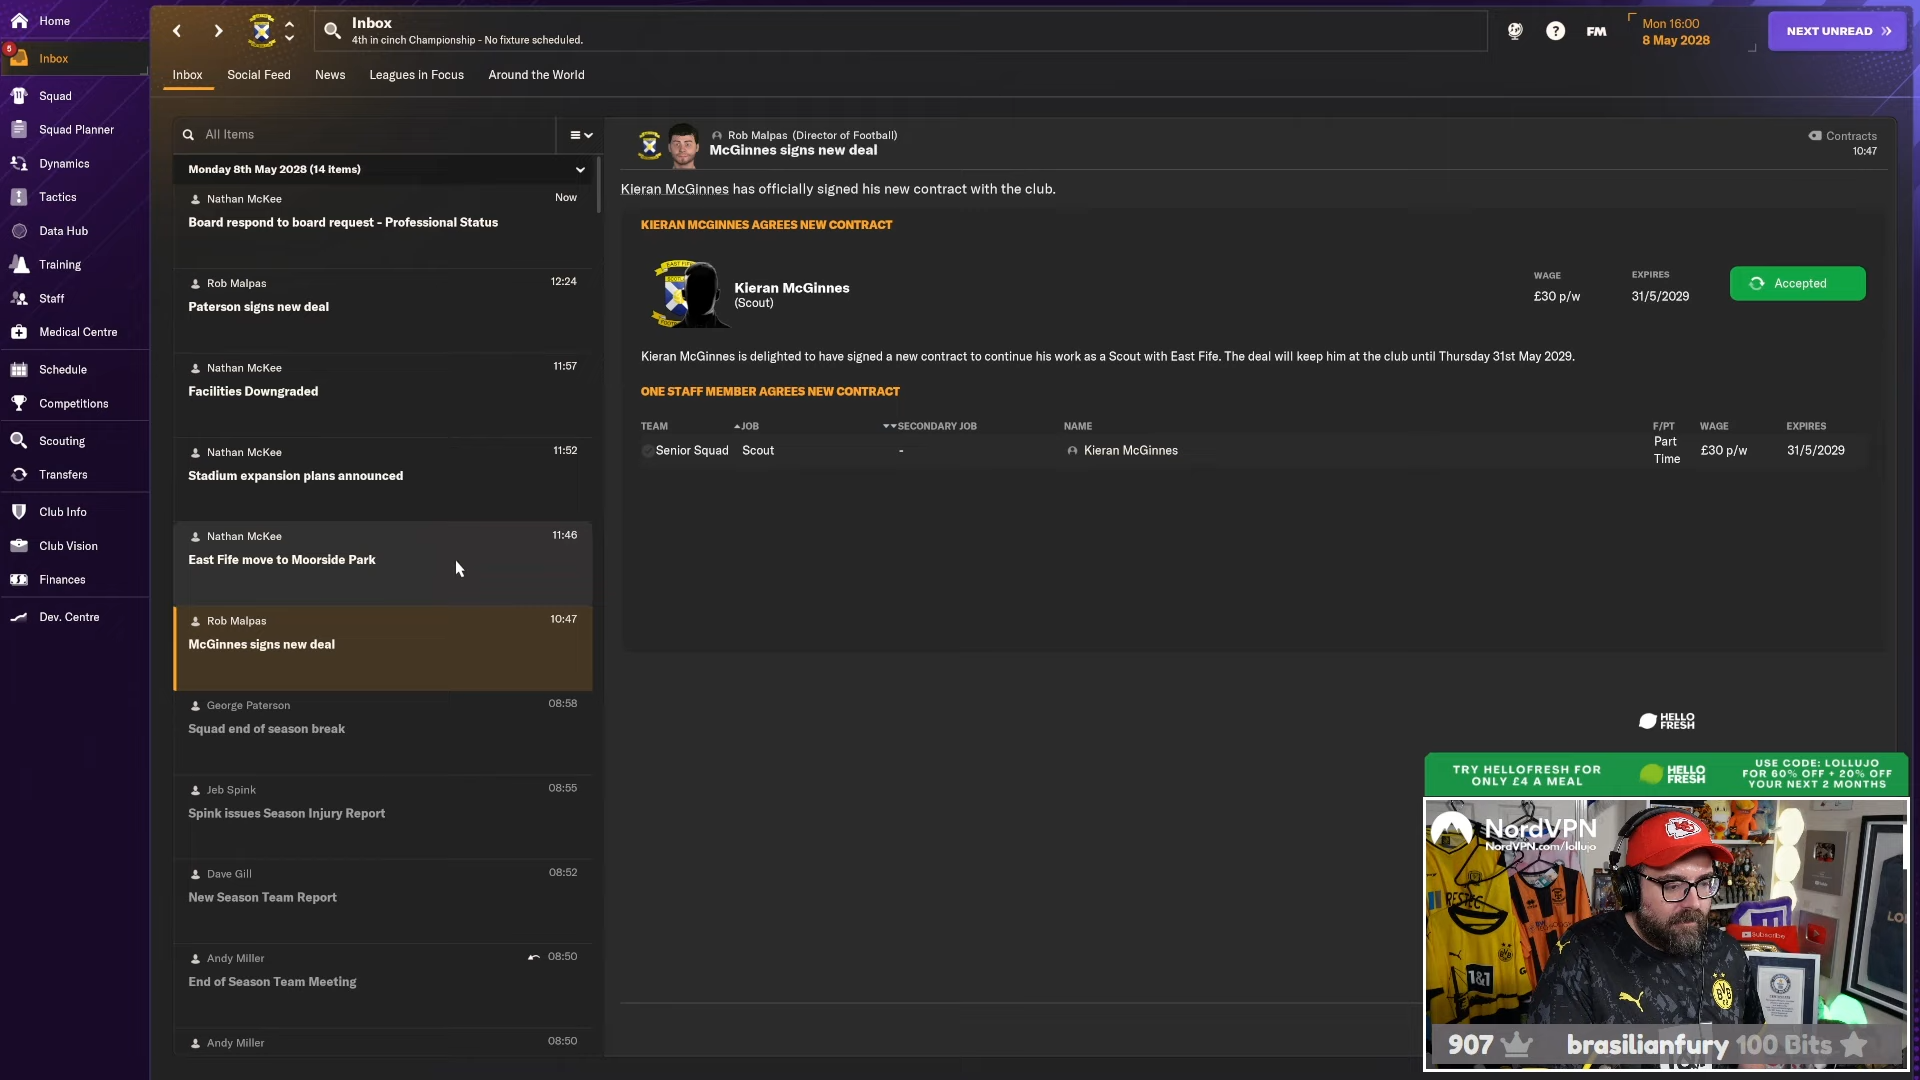 Home
6
Inbox
Squad
Squad Planner
Dynamics
Tactics
Data Hub
Training
Staff
Medical Centre
Schedule
Competitions
Scouting
Transfers
Club Info
Club Vision
Finances
Dev. Centre
Inbox
4th in cinch Championship - No fixture scheduled.
?
FM
Mon 16:00
8 May 2028
NEXT UNREAD
Inbox
Social Feed
News
Leagues in Focus
Around the World
All Items
Monday 8th May 2028 (14 items)
Nathan McKee
Now
Board respond to board request - Professional Status
Rob Malpas
12:24
Paterson signs new deal
Nathan McKee
11:57
Facilities Downgraded
Nathan McKee
11:52
Stadium expansion plans announced
Nathan McKee
11:46
East Fife move to Moorside Park
Rob Malpas
10:47
McGinnes signs new deal
George Paterson
08:58
Squad end of season break
Jeb Spink
08:55
Spink issues Season Injury Report
Dave Gill
08:52
New Season Team Report
Andy Miller
08:50
End of Season Team Meeting
Andy Miller
08:50
Rob Malpas (Director of Football)
McGinnes signs new deal
Contracts
10:47
Kieran McGinnes has officially signed his new contract with the club.
KIERAN MCGINNES AGREES NEW CONTRACT
EAST FIFE
Kieran McGinnes
(Scout)
WAGE
£30 p/w
EXPIRES
31/5/2029
Accepted
Kieran McGinnes is delighted to have signed a new contract to continue his work as a Scout with East Fife. The deal will keep him at the club until Thursday 31st May 2029.
ONE STAFF MEMBER AGREES NEW CONTRACT
TEAM JOB SECONDARY JOB NAME F/PT WAGE EXPIRES
Senior Squad Scout - Kieran McGinnes Part Time £30 p/w 31/5/2029
HELLO
FRESH
TRY HELLOFRESH FOR
ONLY £4 A MEAL
HELLO
FRESH
USE CODE: LOLLUJO
FOR 60% OFF + 20% OFF
YOUR NEXT 2 MONTHS
NordVPN
NordVPN.com/lollujo
1&1
Subscribe
BVB
09
907
brasilianfury 100 Bits